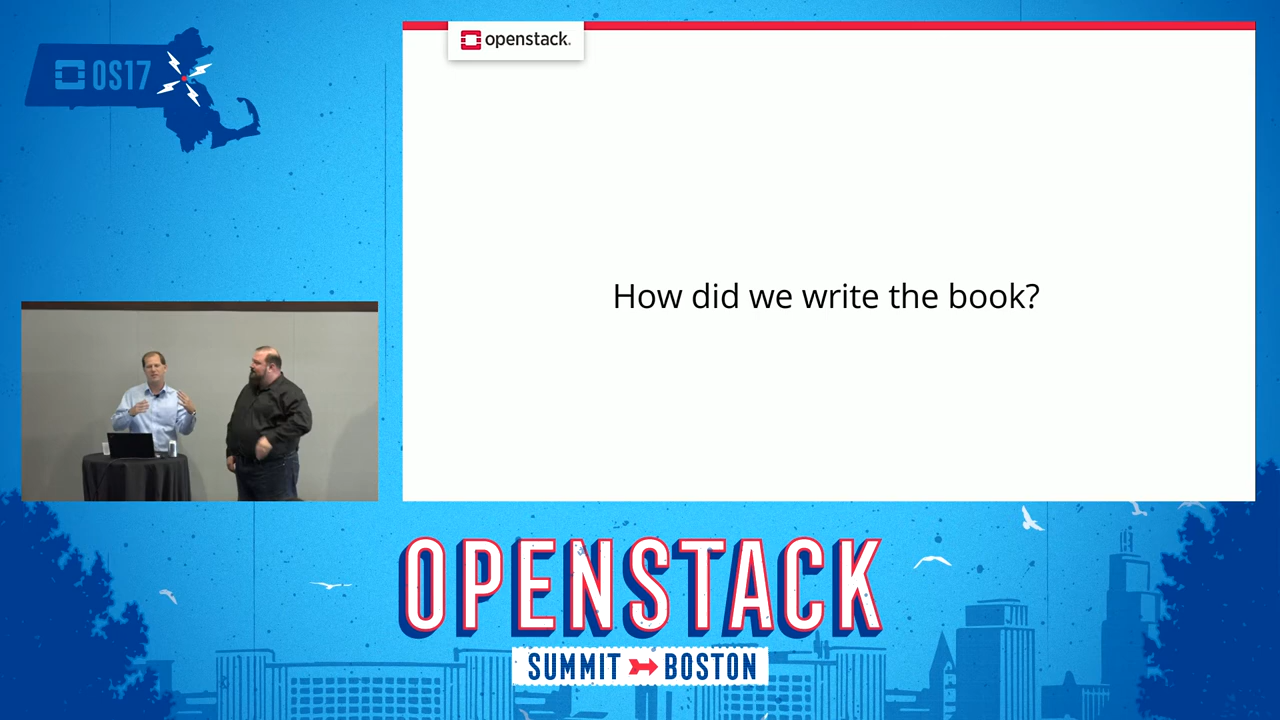 OS17
openstack.
How did we write the book?
OPENSTACK
SUMMIT BOSTON